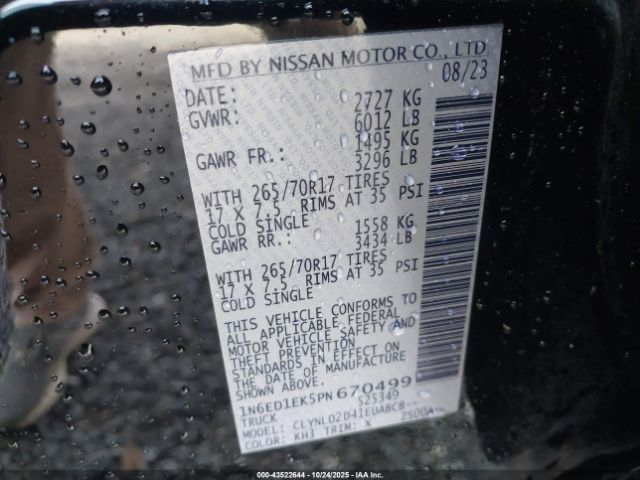 MFD BY NISSAN MOTOR CO., LTD.
DATE: 08/23
GVWR: 2727 KG
6012 LB
GAWR FR.: 1495 KG
3296 LB
WITH 265/70R17 TIRES
17 X 7.5 RIMS AT 35 PSI
COLD SINGLE
GAWR RR.: 1558 KG
3434 LB
WITH 265/70R17 TIRES
17 X 7.5 RIMS AT 35 PSI
COLD SINGLE
THIS VEHICLE CONFORMS TO
ALL APPLICABLE FEDERAL
MOTOR VEHICLE SAFETY AND
THEFT PREVENTION
STANDARDS IN EFFECT ON
THE DATE OF MANUFACTURE
SHOWN ABOVE.
1N6ED1EK5PN 670499
TRUCK 525349
MODEL: CLYNLD2D41EUABCB--
COLOR: KH3 TRIM: X 2500A
000-43522644 - 10/24/2025 - IAA Inc.